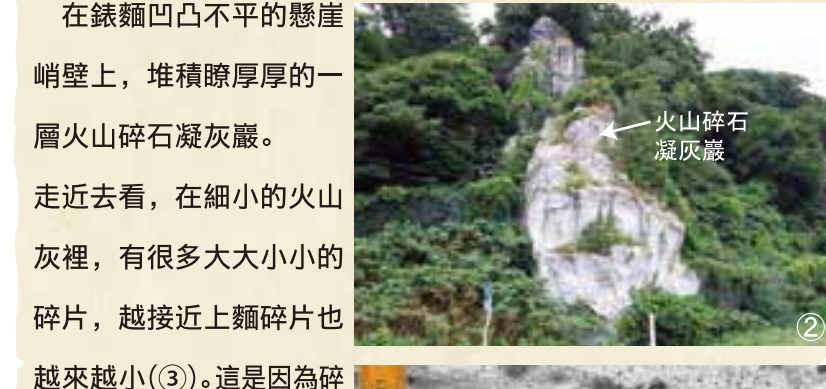 在錶麵凹凸不平的懸崖
峭壁上，堆積瞭厚厚的一
層火山碎石凝灰巖。
走近去看，在細小的火山
灰裡，有很多大大小小的
碎片，越接近上麵碎片也
越來越小(③)。這是因為碎
火山碎石
凝灰巖
②